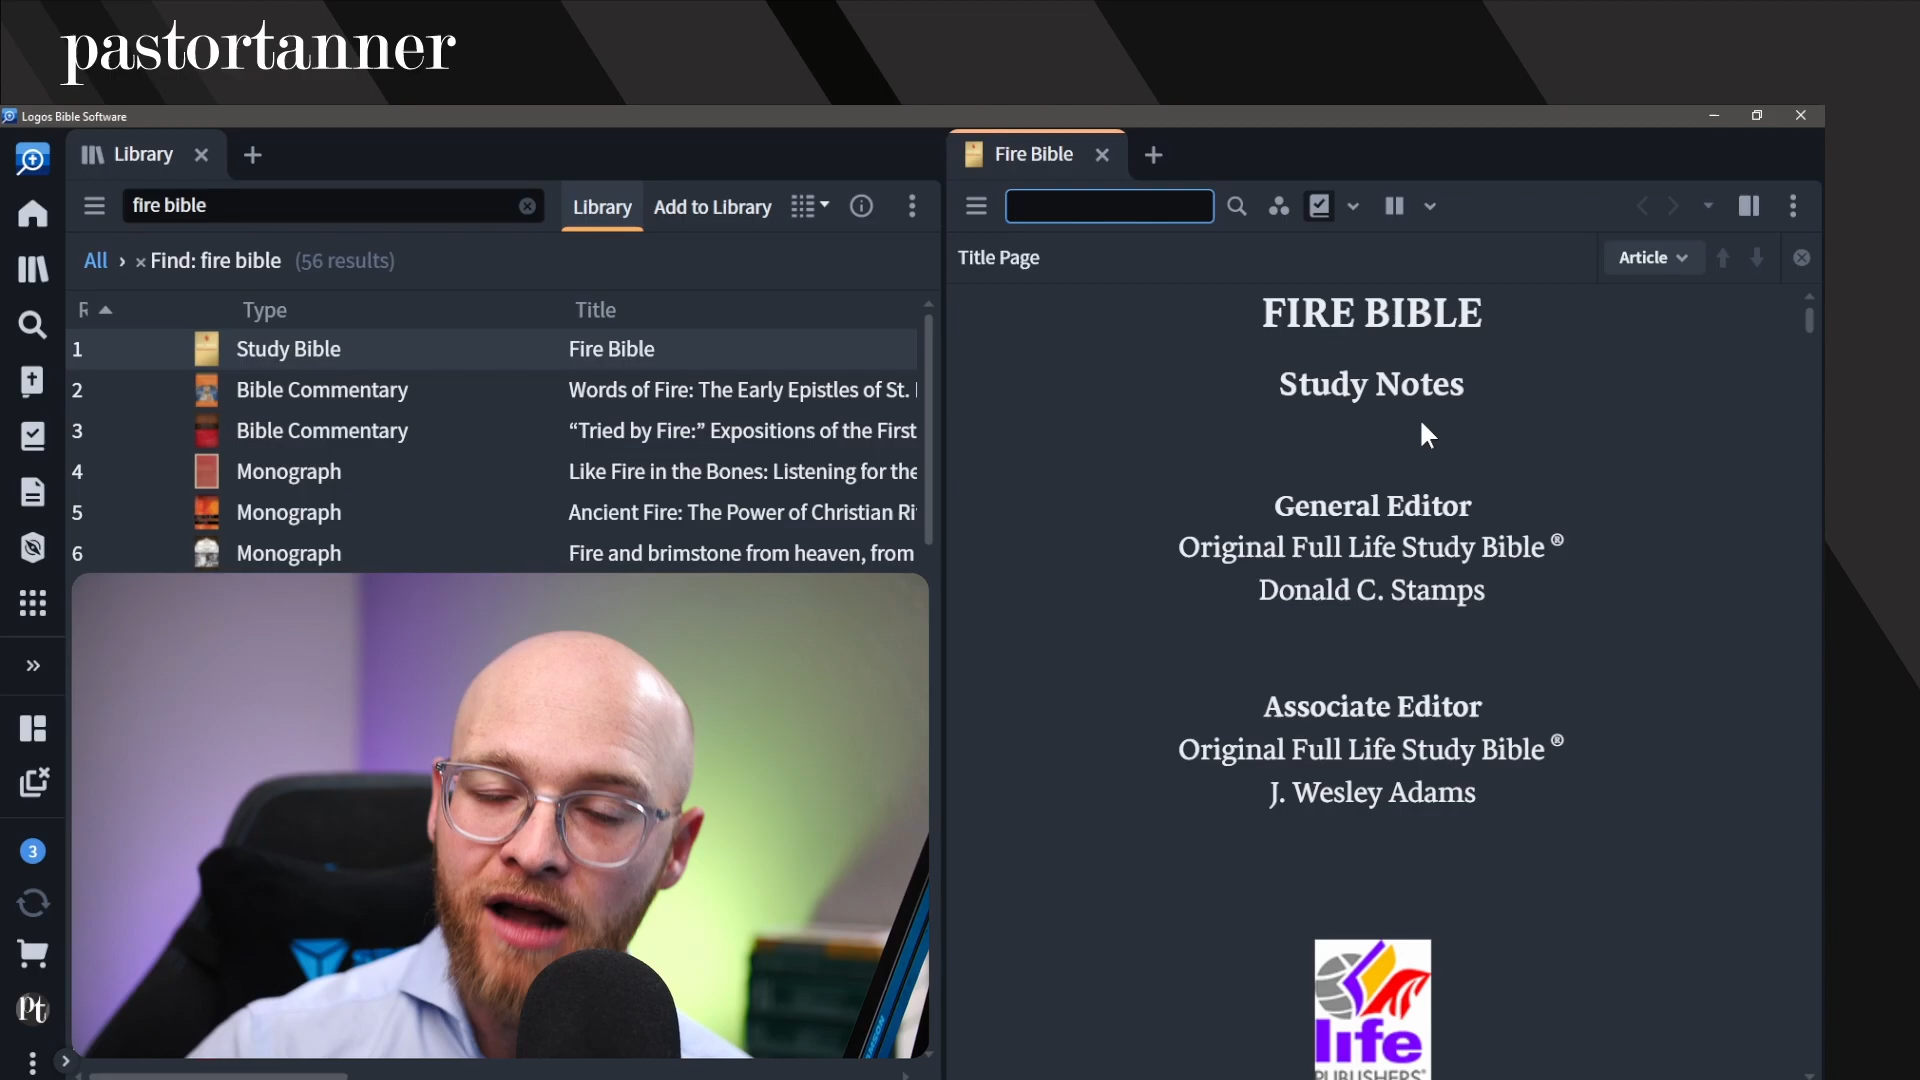 pastortanner
Logos Bible Software
Library
Fire Bible
fire bible
Library
Add to Library
All › × Find: fire bible (56 results)
Title Page
Article
R
Type
Title
1 Study Bible Fire Bible
2 Bible Commentary Words of Fire: The Early Epistles of St.
3 Bible Commentary “Tried by Fire:” Expositions of the First
4 Monograph Like Fire in the Bones: Listening for the
5 Monograph Ancient Fire: The Power of Christian Ri
6 Monograph Fire and brimstone from heaven, from
FIRE BIBLE
Study Notes
General Editor
Original Full Life Study Bible®
Donald C. Stamps
Associate Editor
Original Full Life Study Bible®
J. Wesley Adams
life
PUBLISHERS
3
pt